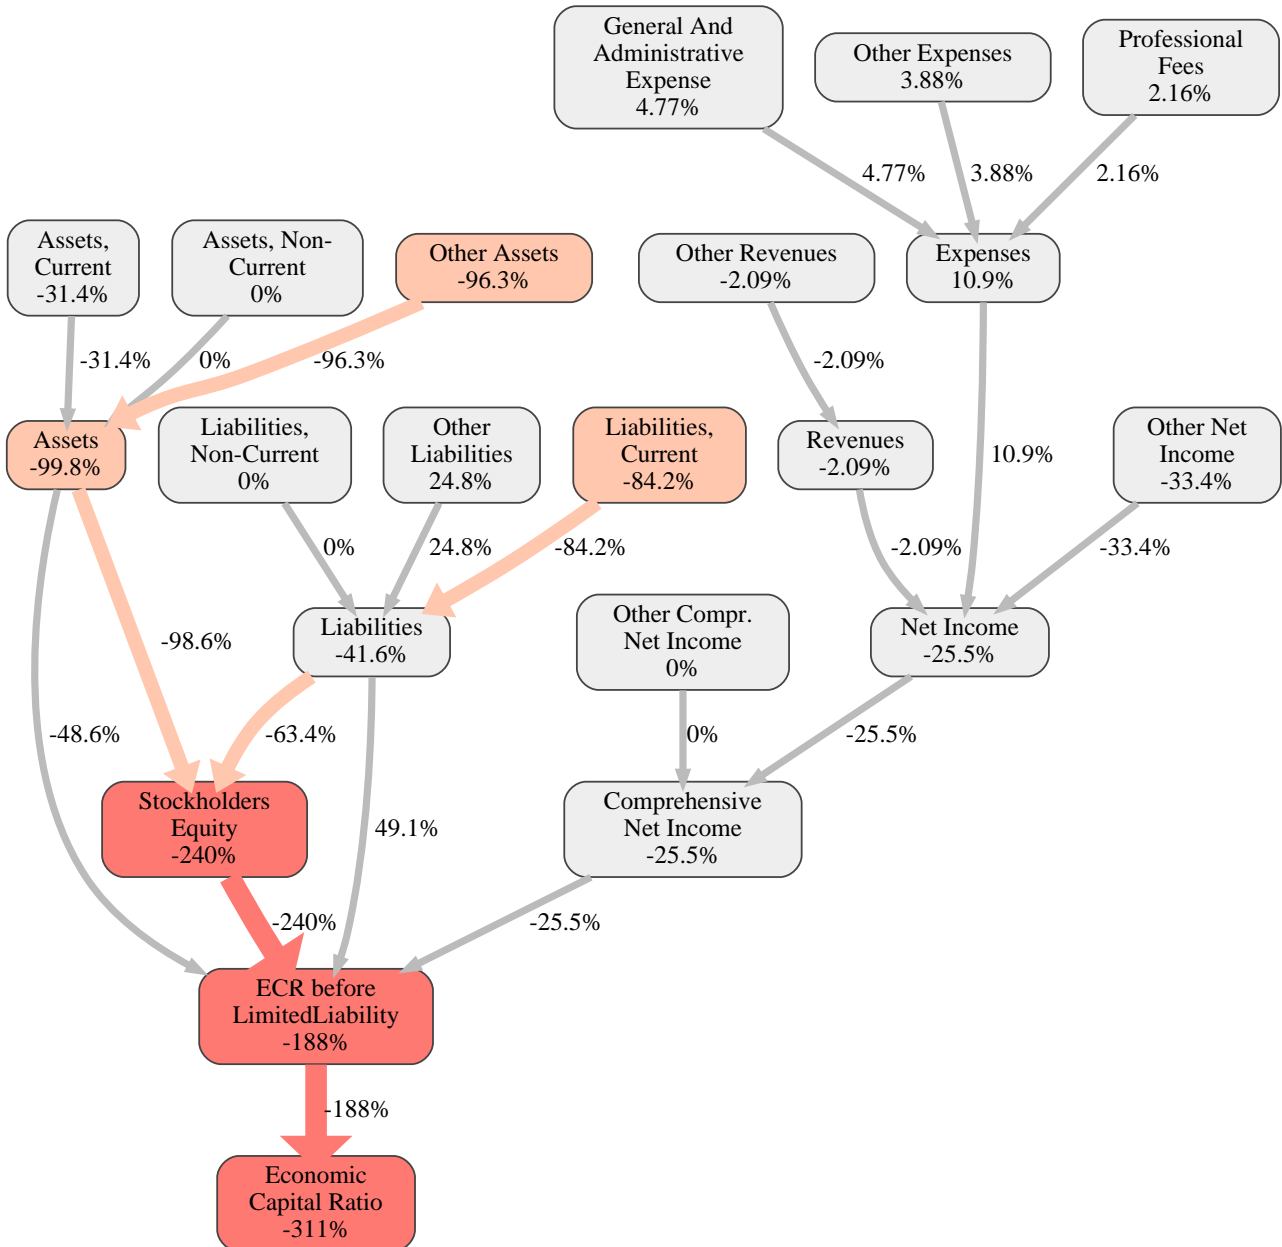 General And
Administrative
Expense
4.77%
Other Expenses
3.88%
Professional
Fees
2.16%
4.77%
3.88%
2.16%
Assets,
Current
-31.4%
Assets, Non-
Current
0%
Other Assets
-96.3%
Other Revenues
-2.09%
Expenses
10.9%
-31.4%
0%
-96.3%
-2.09%
Assets
-99.8%
Liabilities,
Non-Current
0%
Other
Liabilities
24.8%
Liabilities,
Current
-84.2%
Revenues
-2.09%
10.9%
Other Net
Income
-33.4%
0%
24.8%
-84.2%
-2.09%
-33.4%
-98.6%
Liabilities
-41.6%
Other Compr.
Net Income
0%
Net Income
-25.5%
-48.6%
-63.4%
0%
-25.5%
Stockholders
Equity
-240%
49.1%
Comprehensive
Net Income
-25.5%
-240%
-25.5%
ECR before
LimitedLiability
-188%
-188%
Economic
Capital Ratio
-311%